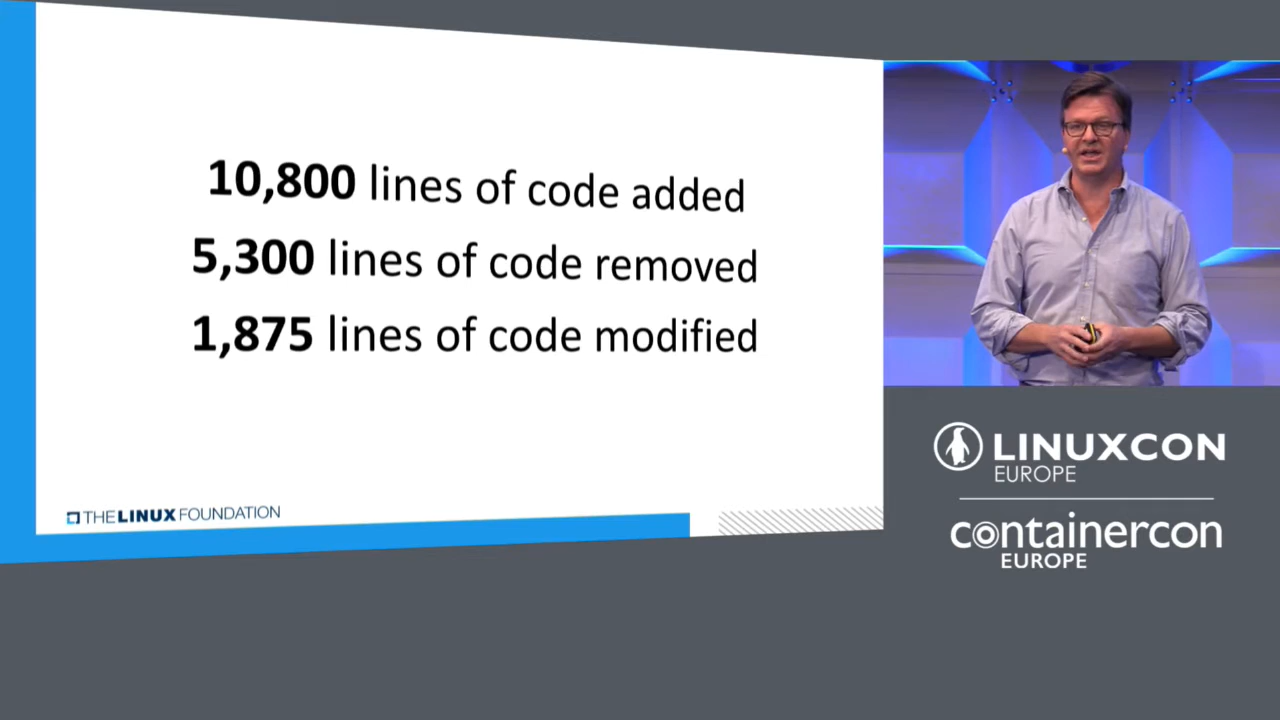 10,800 lines of code added
5,300 lines of code removed
1,875 lines of code modified
THE LINUX FOUNDATION
LINUXCON
EUROPE
containercon
EUROPE